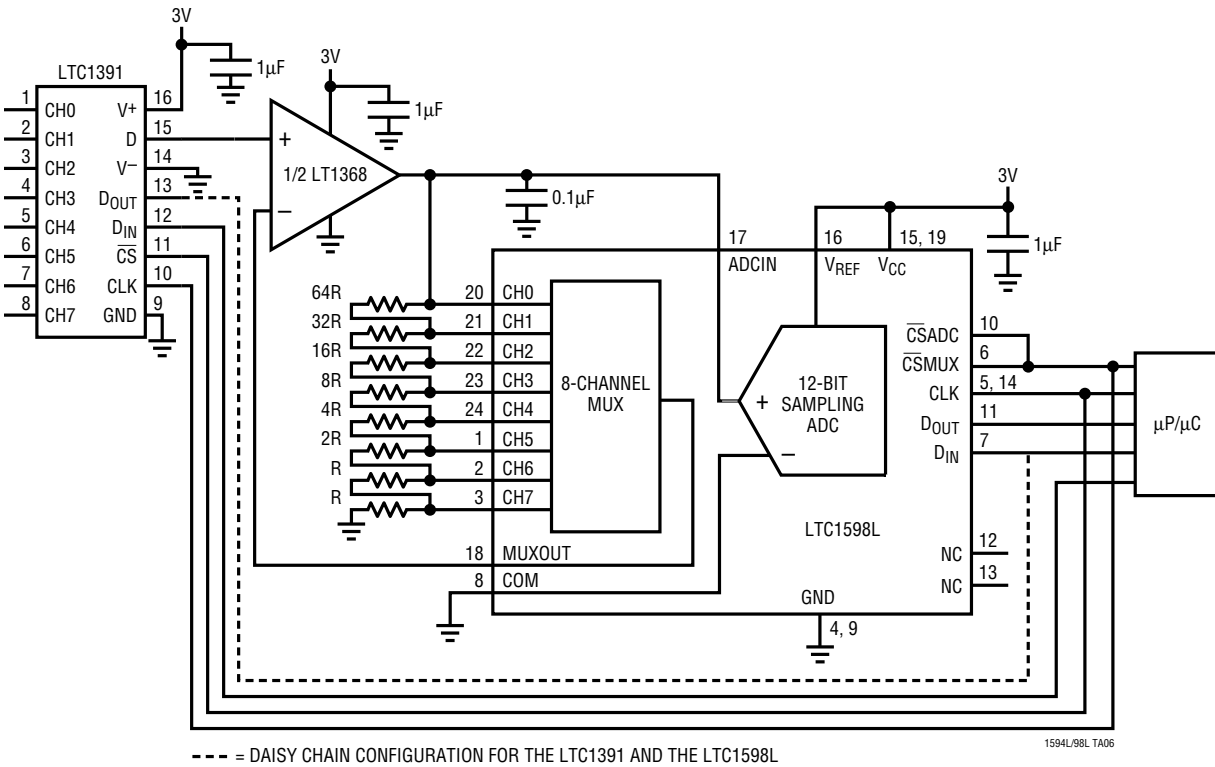 3V
1µF
LTC1391
3V
1µF
1 CH0 V+ 16
2 CH1 D 15
3 CH2 V– 14
4 CH3 DOUT 13
5 CH4 DIN 12
6 CH5 CS 11
7 CH6 CLK 10
8 CH7 GND 9
+
1/2 LT1368
–
0.1µF
3V
1µF
17 ADCIN
16 VREF
15, 19 VCC
64R 20 CH0
32R 21 CH1
16R 22 CH2
8R 23 CH3
4R 24 CH4
2R 1 CH5
R 2 CH6
R 3 CH7
8-CHANNEL
MUX
+
12-BIT
SAMPLING
ADC
–
CSADC 10
CSMUX 6
CLK 5, 14
DOUT 11
DIN 7
µP/µC
LTC1598L
NC 12
NC 13
18 MUXOUT
8 COM
GND
4, 9
1594L/98L TA06
= DAISY CHAIN CONFIGURATION FOR THE LTC1391 AND THE LTC1598L